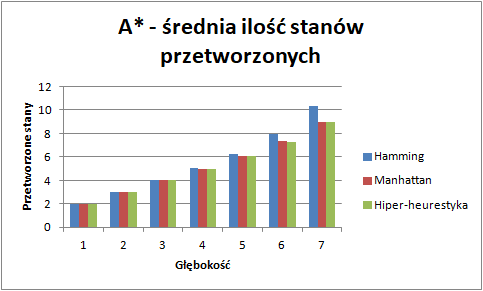 A* - średnia ilość stanów
przetworzonych
Przetworzone stany
12
10
8
6
4
2
0
1 2 3 4 5 6 7
Głębokość
Hamming
Manhattan
Hiper-heurestyka